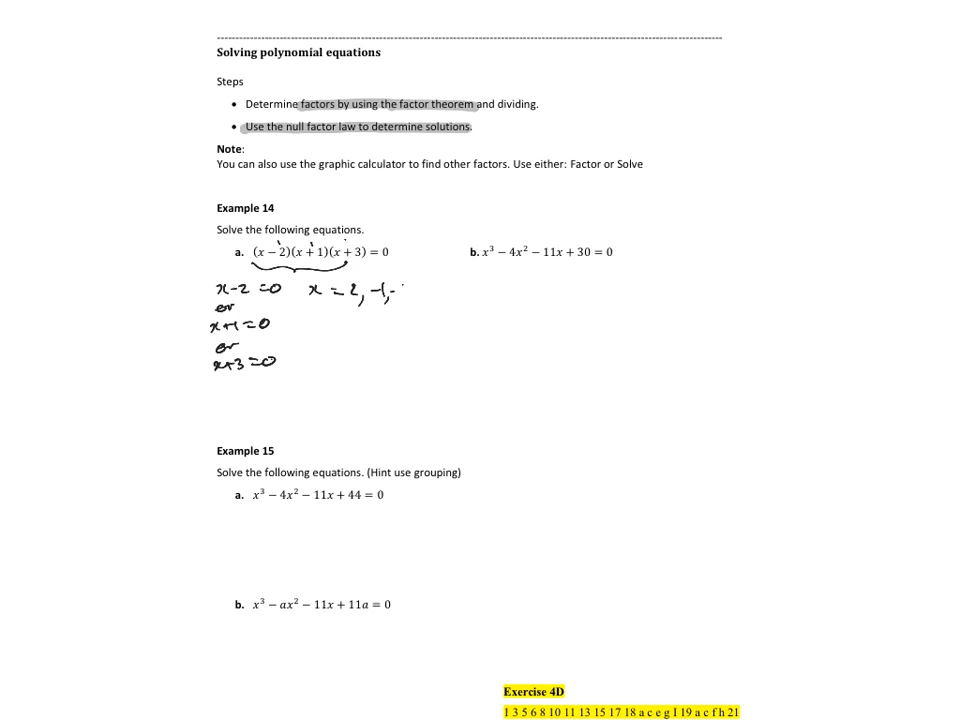 Solving polynomial equations
Steps
• Determine factors by using the factor theorem and dividing.
• Use the null factor law to determine solutions.
Note:
You can also use the graphic calculator to find other factors. Use either: Factor or Solve
Example 14
Solve the following equations.
a. (x − 2)(x + 1)(x + 3) = 0
b. x³ − 4x² − 11x + 30 = 0
x-2 =0 x = 2, -1, -
or
x+1=0
or
x+3=0
Example 15
Solve the following equations. (Hint use grouping)
a. x³ − 4x² − 11x + 44 = 0
b. x³ − ax² − 11x + 11a = 0
Exercise 4D
1 3 5 6 8 10 11 13 15 17 18 a c e g I 19 a c f h 21